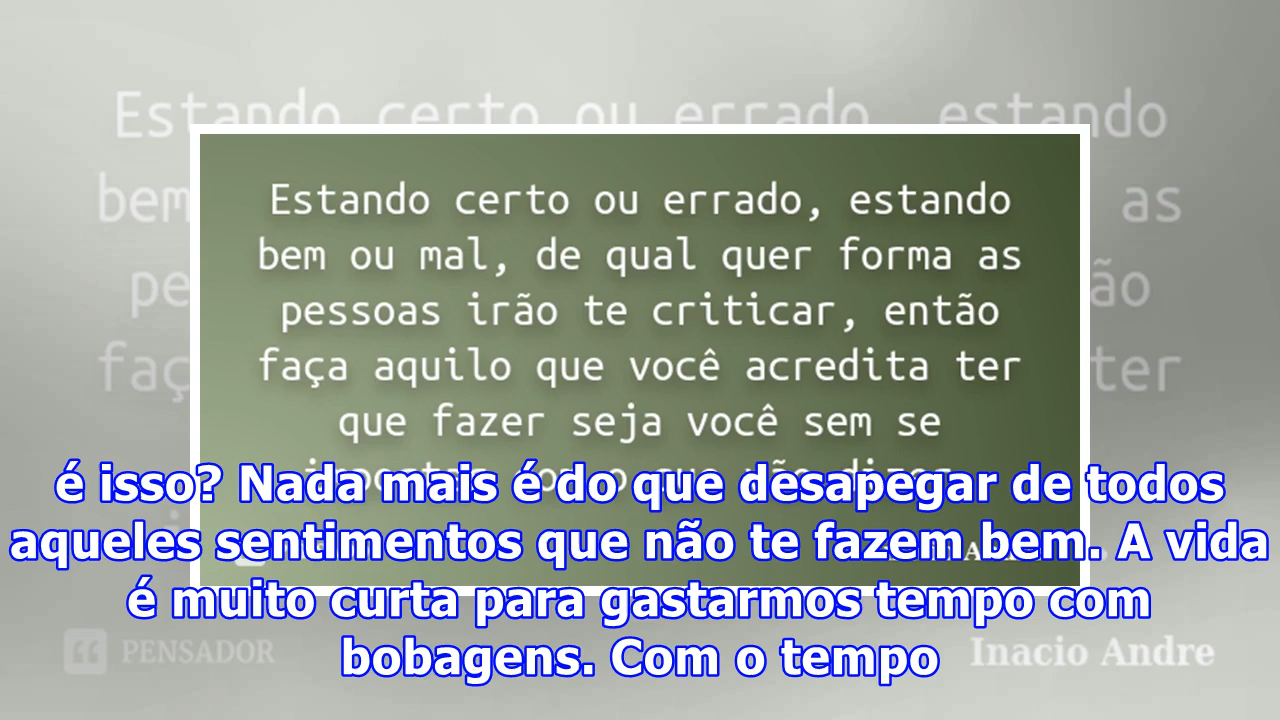 Estando certo ou errado, estando
bem ou mal, de qual quer forma as
pessoas irão te criticar, então
faça aquilo que você acredita ter
que fazer seja você sem se
é isso? Nada mais é do que desapegar de todos
aqueles sentimentos que não te fazem bem. A vida
é muito curta para gastarmos tempo com
bobagens. Com o tempo
PENSADOR
Inacio Andre